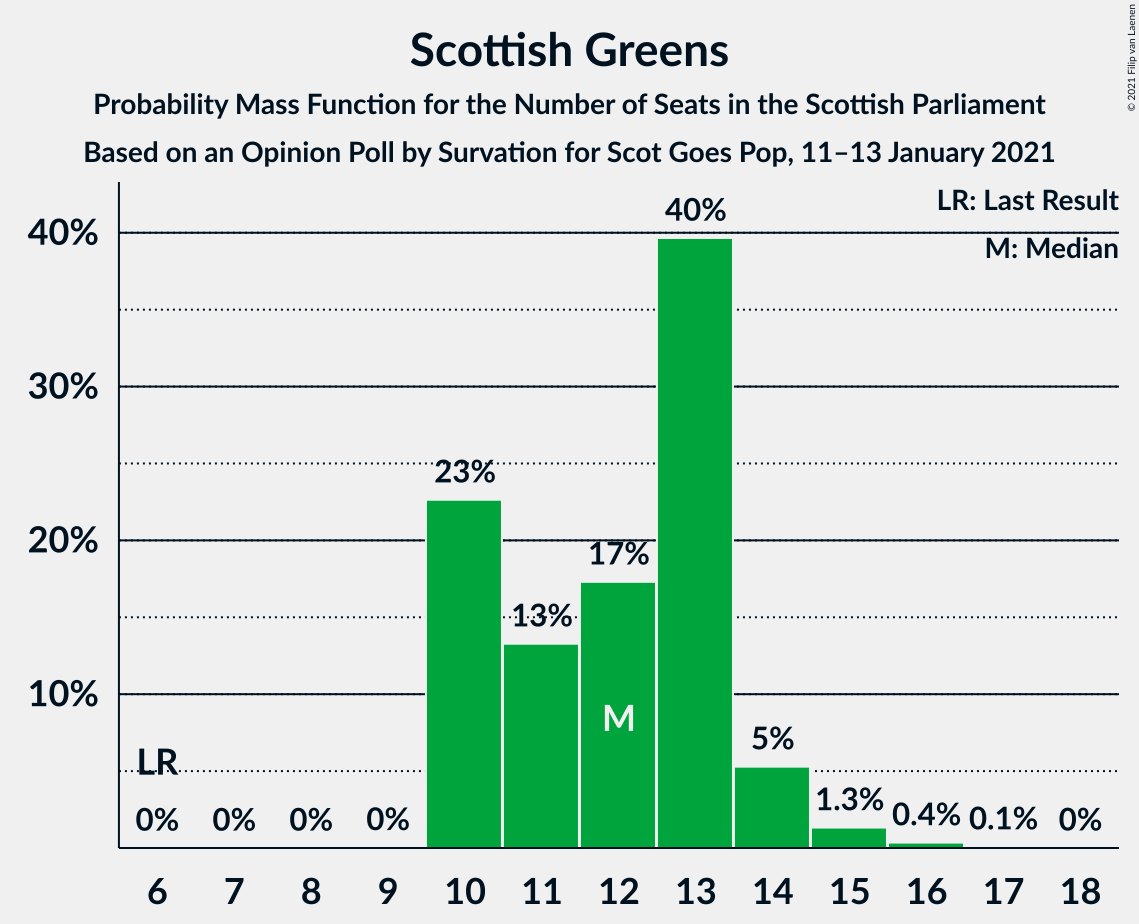 © 2021 Filip van Laenen
Scottish Greens
Probability Mass Function for the Number of Seats in the Scottish Parliament
Based on an Opinion Poll by Survation for Scot Goes Pop, 11–13 January 2021
LR: Last Result
M: Median
40%
30%
20%
10%
40%
23%
17%
13%
M
5%
LR
1.3%
0.4%
0.1%
0%
0%
0%
0%
0%
6 7 8 9 10 11 12 13 14 15 16 17 18